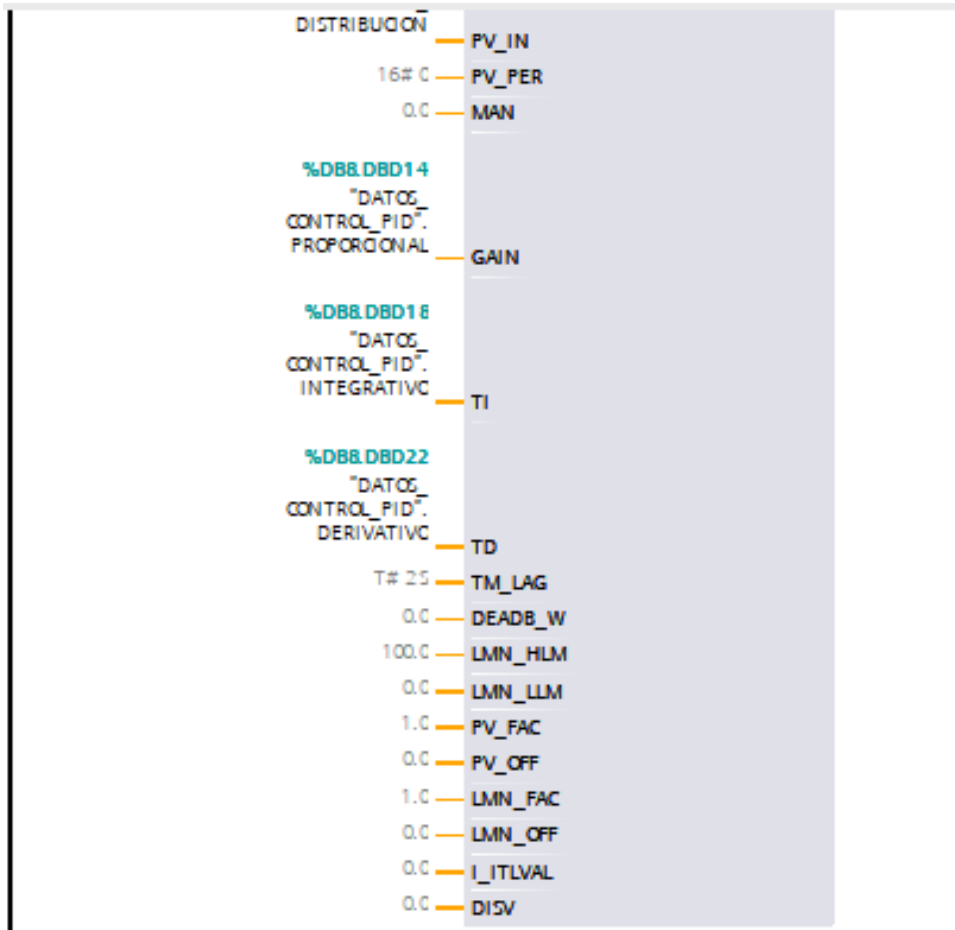 DISTRIBUCION
PV_IN
16# 0 PV_PER
0.0 MAN
%DB8.DBD14
"DATOS_
CONTROL_PID".
PROPORCIONAL
GAIN
%DB8.DBD18
"DATOS_
CONTROL_PID".
INTEGRATIVO
TI
%DB8.DBD22
"DATOS_
CONTROL_PID".
DERIVATIVO
TD
T# 2S TM_LAG
0.0 DEADB_W
100.0 LMN_HLM
0.0 LMN_LLM
1.0 PV_FAC
0.0 PV_OFF
1.0 LMN_FAC
0.0 LMN_OFF
0.0 I_ITLVAL
0.0 DISV